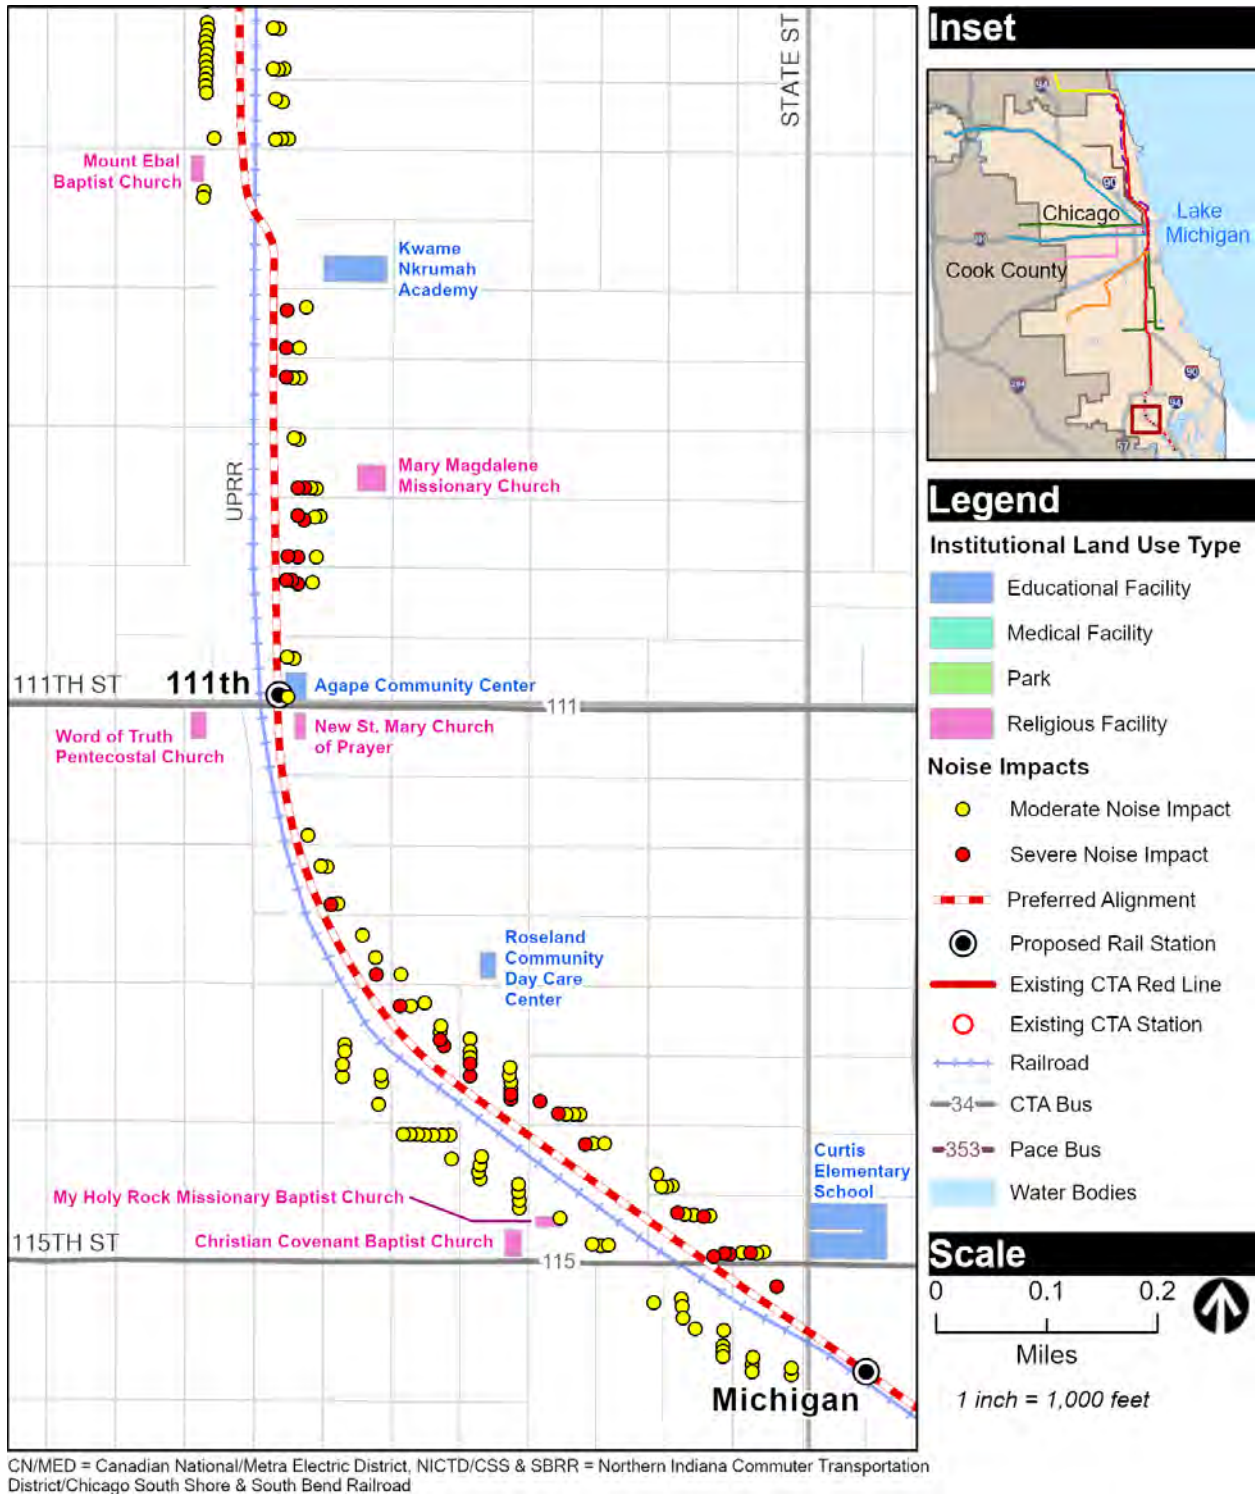 STATE ST
Mount Ebal
Baptist Church
Kwame
Nkrumah
Academy
UPRR
Mary Magdalene
Missionary Church
111TH ST
111th
Agape Community Center
111
Word of Truth
Pentecostal Church
New St. Mary Church
of Prayer
Roseland
Community
Day Care
Center
Curtis
Elementary
School
My Holy Rock Missionary Baptist Church
Christian Covenant Baptist Church
115TH ST
115
Michigan
Inset
94
90
Chicago
Lake
Michigan
Cook County
90
94
57
Legend
Institutional Land Use Type
Educational Facility
Medical Facility
Park
Religious Facility
Noise Impacts
Moderate Noise Impact
Severe Noise Impact
Preferred Alignment
Proposed Rail Station
Existing CTA Red Line
Existing CTA Station
Railroad
34 CTA Bus
353 Pace Bus
Water Bodies
Scale
0 0.1 0.2
Miles
1 inch = 1,000 feet
CN/MED = Canadian National/Metra Electric District, NICTD/CSS & SBRR = Northern Indiana Commuter Transportation
District/Chicago South Shore & South Bend Railroad